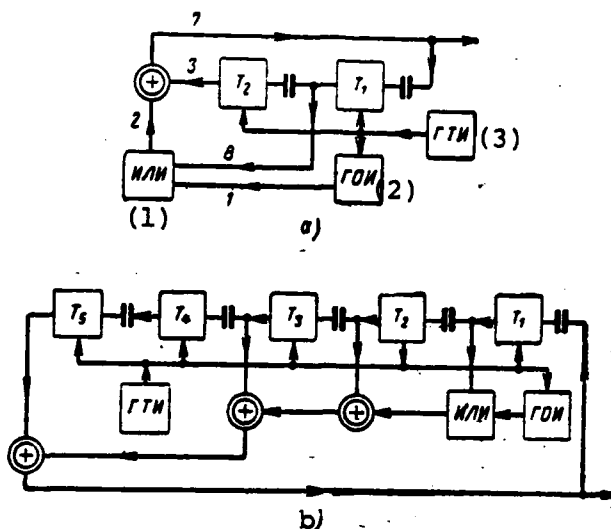 7
3 T2 T1
2 ГТИ (3)
8
ИЛИ ГОИ (2)
(1) 1
a)
T5 T4 T3 T2 T1
ГТИ ИЛИ ГОИ
b)